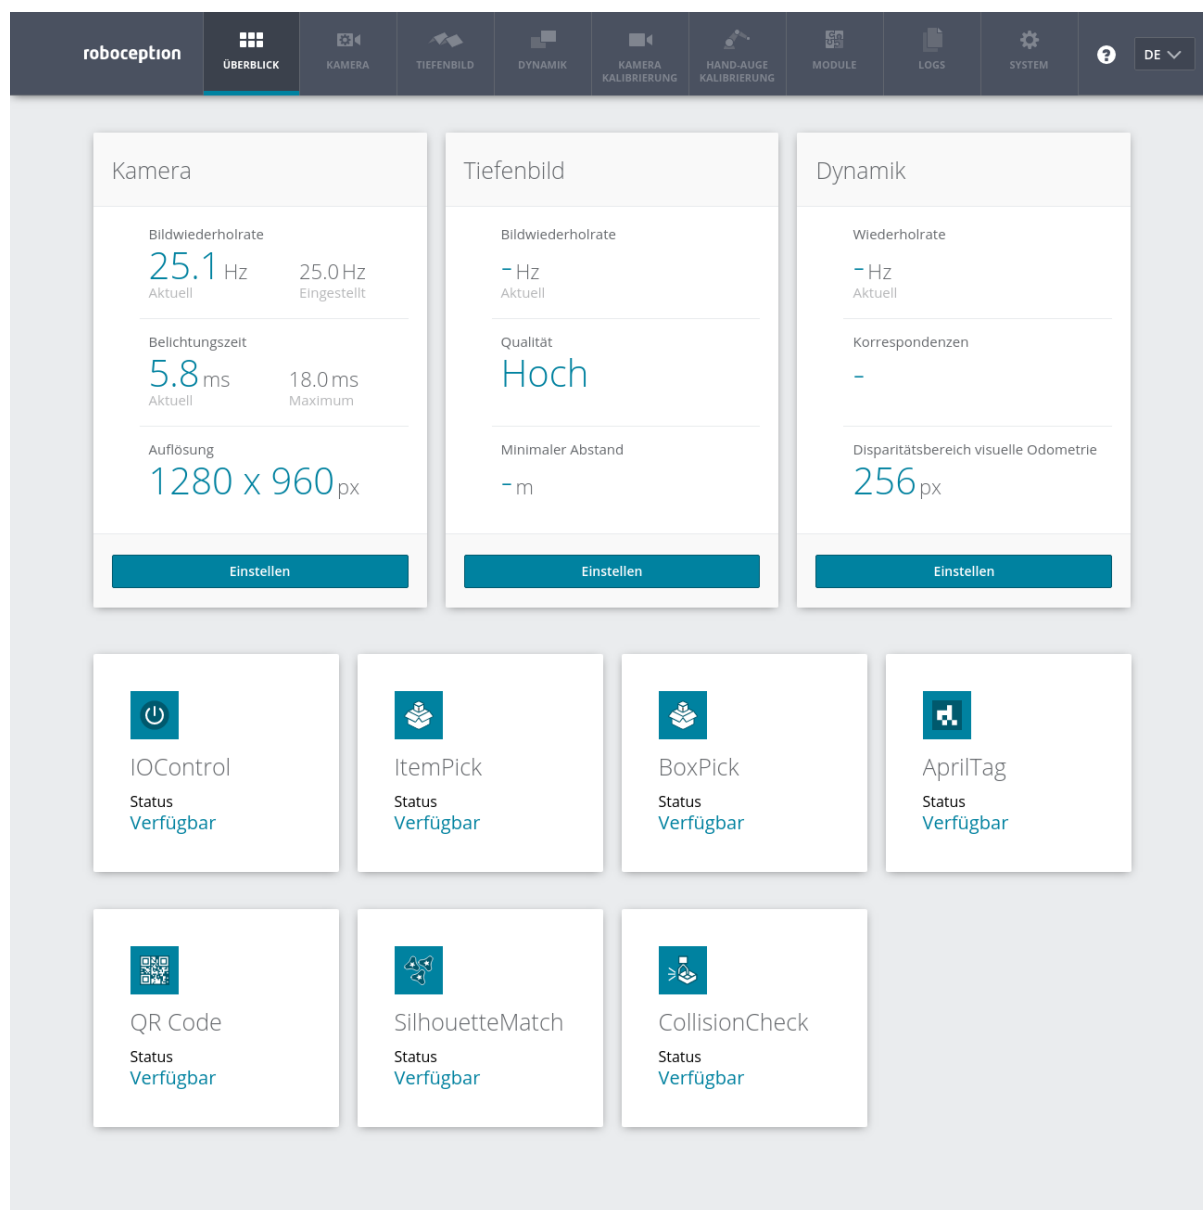 roboception
ÜBERBLICK
KAMERA
TIEFENBILD
DYNAMIK
KAMERA
KALIBRIERUNG
HAND-AUGE
KALIBRIERUNG
MODULE
LOGS
SYSTEM
?
DE
Kamera
Bildwiederholrate
25.1 Hz 25.0 Hz
Aktuell Eingestellt
Belichtungszeit
5.8 ms 18.0 ms
Aktuell Maximum
Auflösung
1280 x 960 px
Einstellen
Tiefenbild
Bildwiederholrate
- Hz
Aktuell
Qualität
Hoch
Minimaler Abstand
- m
Einstellen
Dynamik
Wiederholrate
- Hz
Aktuell
Korrespondenzen
-
Disparitätsbereich visuelle Odometrie
256 px
Einstellen
IOControl
Status
Verfügbar
ItemPick
Status
Verfügbar
BoxPick
Status
Verfügbar
AprilTag
Status
Verfügbar
QR Code
Status
Verfügbar
SilhouetteMatch
Status
Verfügbar
CollisionCheck
Status
Verfügbar